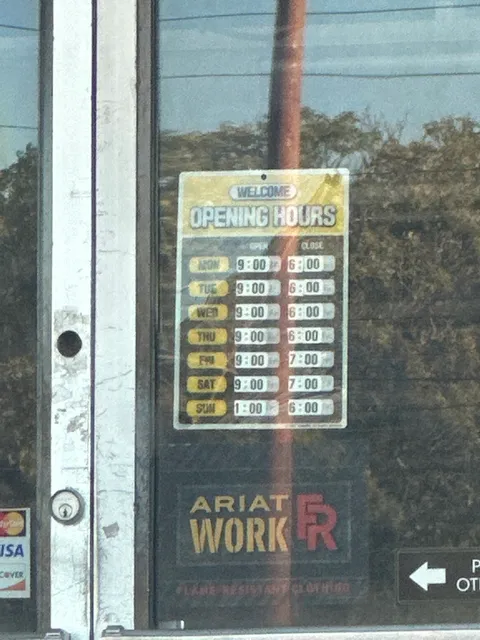 WELCOME
OPENING HOURS
OPEN CLOSE
MON 9:00 6:00
TUE 9:00 6:00
WED 9:00 6:00
THU 9:00 6:00
FRI 9:00 7:00
SAT 9:00 7:00
SUN 1:00 6:00
ARIAT
WORK FR
FLAME-RESISTANT CLOTHING
VISA